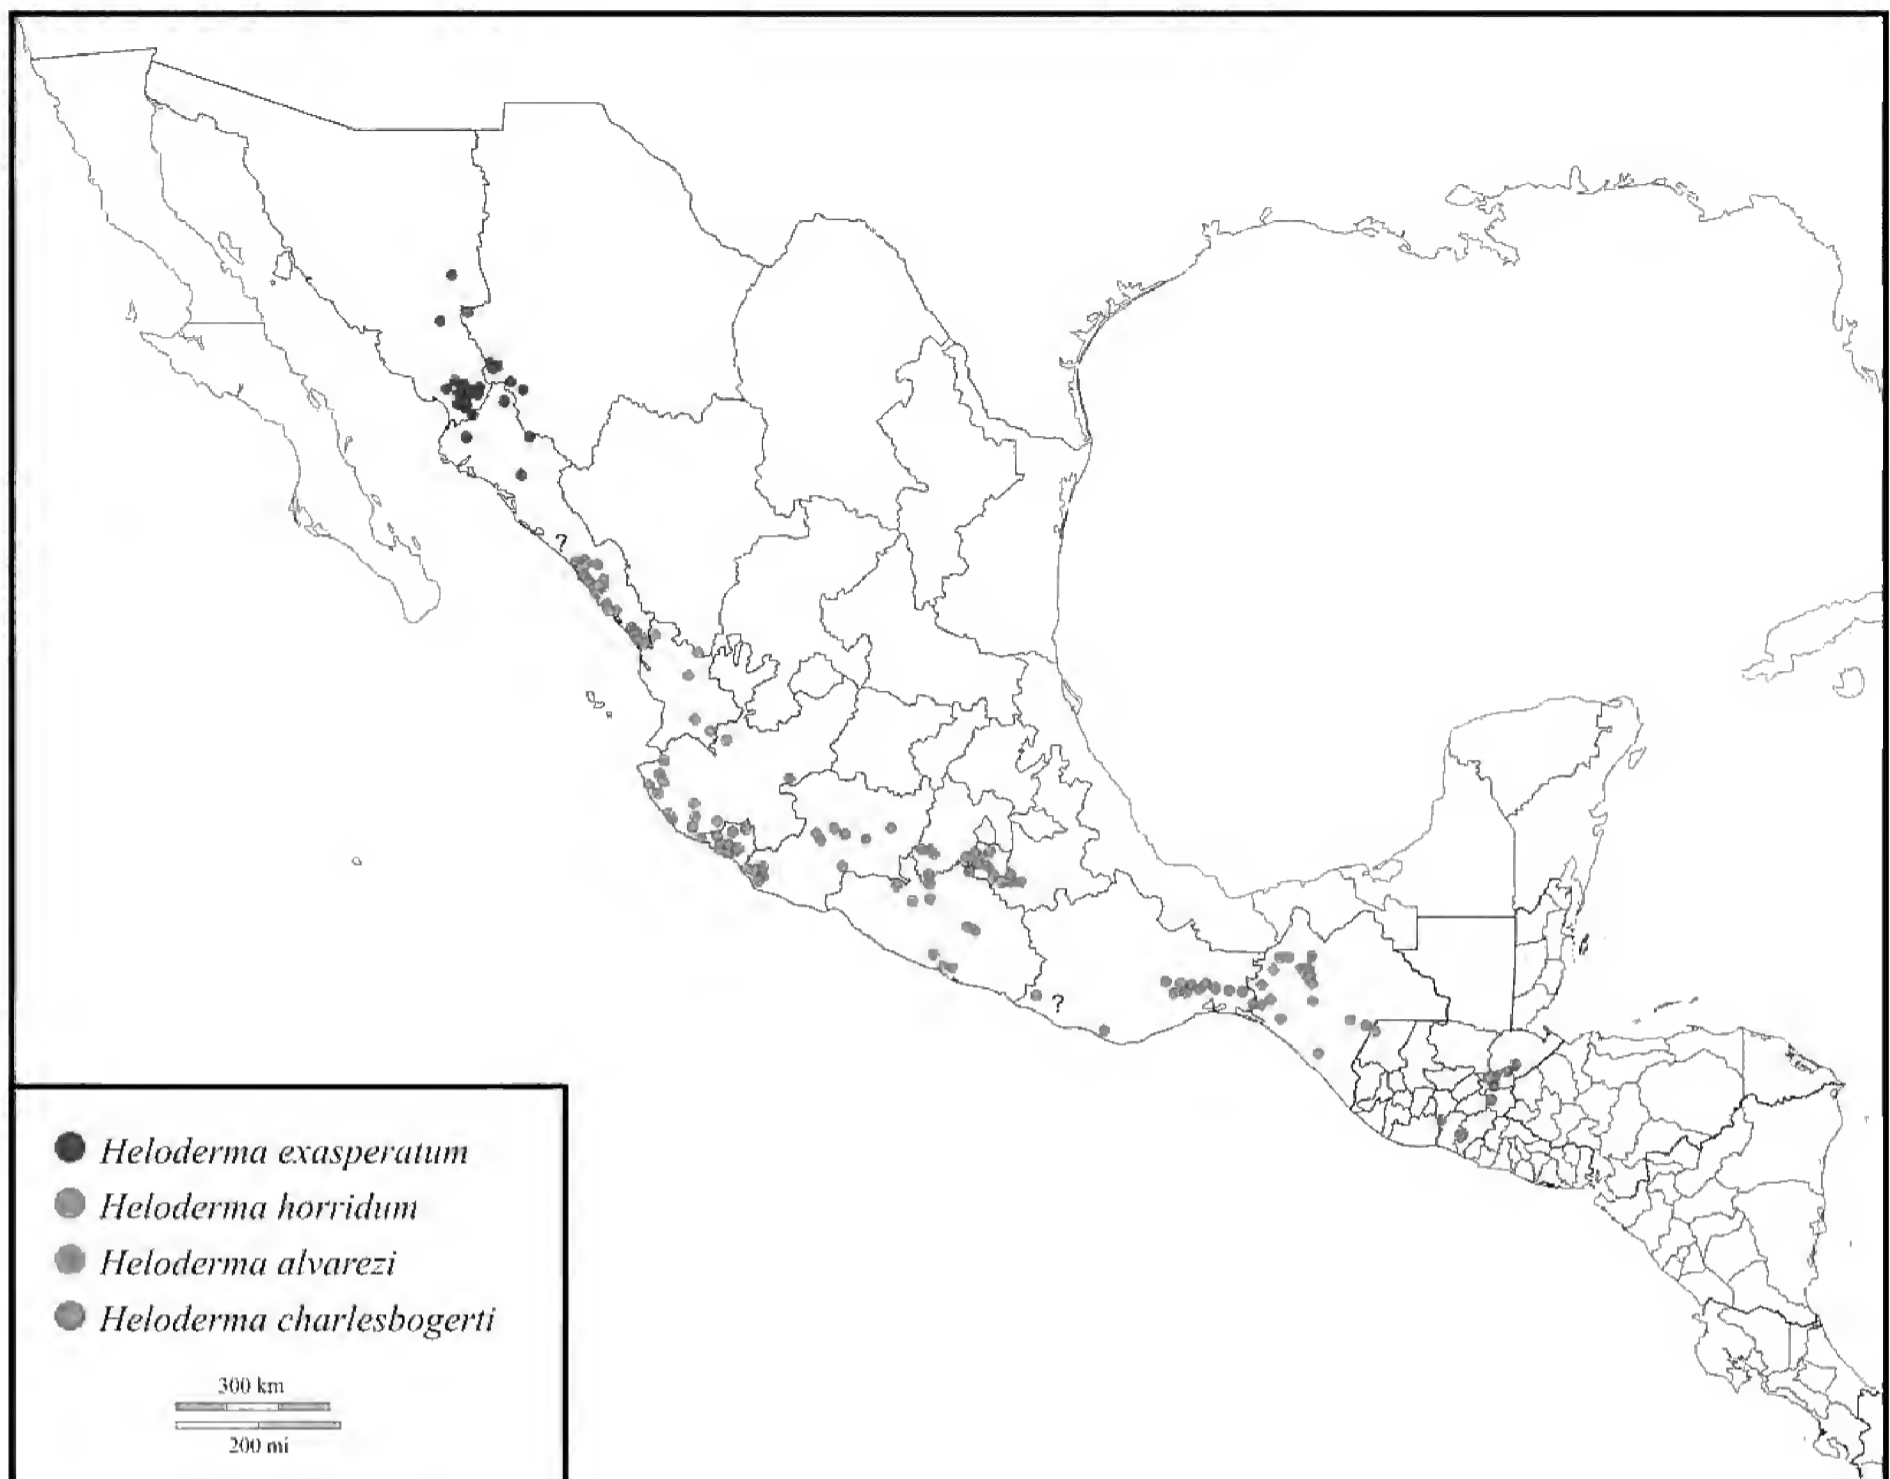 ?
?
Heloderma exasperatum
Heloderma horridum
Heloderma alvarezi
Heloderma charlesbogerti
300 km
200 mi